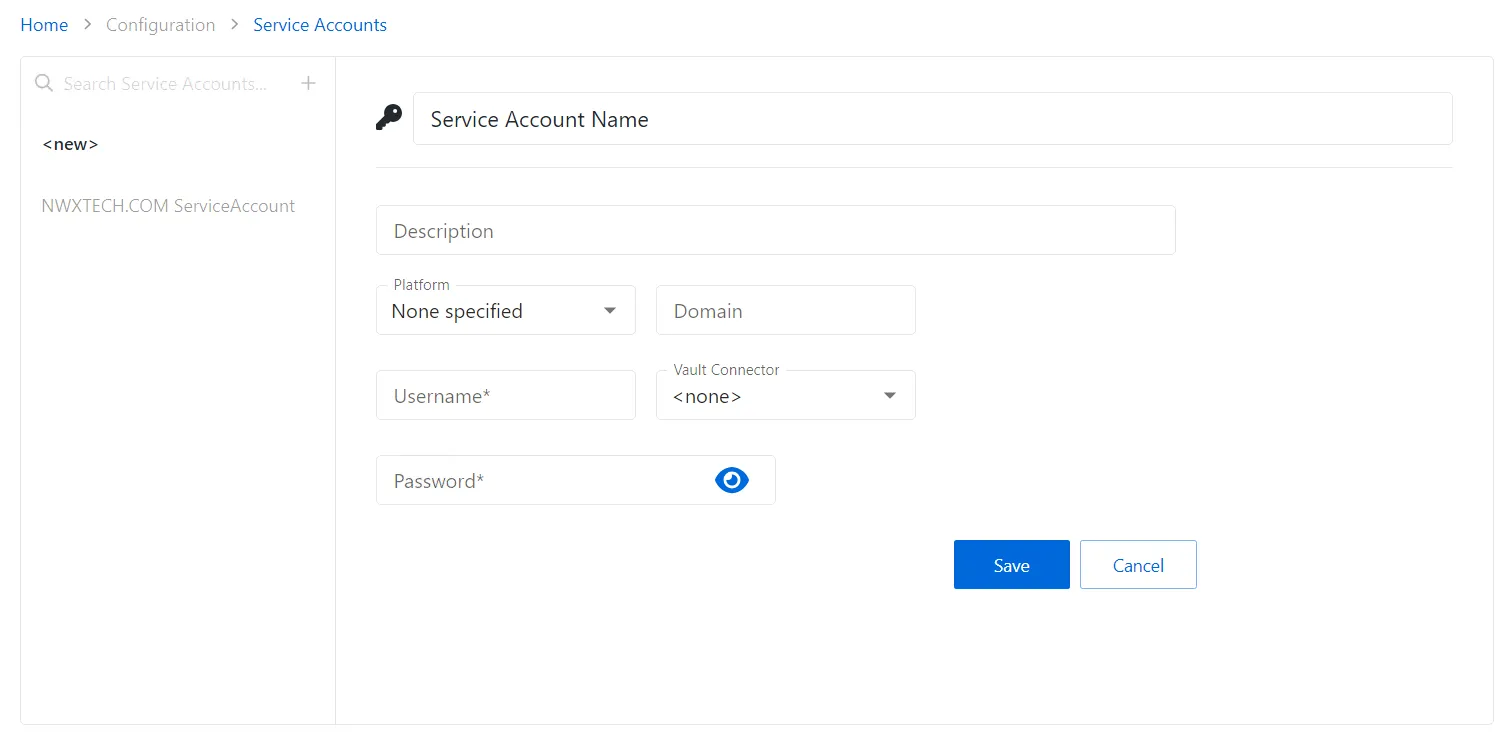 Home > Configuration > Service Accounts
Search Service Accounts... +
<new>
NWXTECH.COM ServiceAccount
Service Account Name
Description
Platform
None specified
Domain
Username*
Vault Connector
<none>
Password*
Save
Cancel